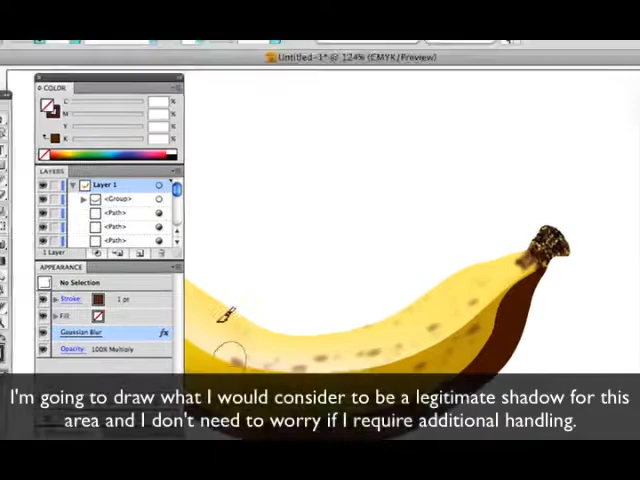 Untitled-1* @ 124% (CMYK/Preview)
COLOR
C %
M %
Y %
K %
LAYERS
Layer 1
<Group>
<Path>
<Path>
<Path>
1 Layer
APPEARANCE
No Selection
Stroke: 1 pt
Fill:
Gaussian Blur fx
Opacity: 100% Multiply
I'm going to draw what I would consider to be a legitimate shadow for this
area and I don't need to worry if I require additional handling.